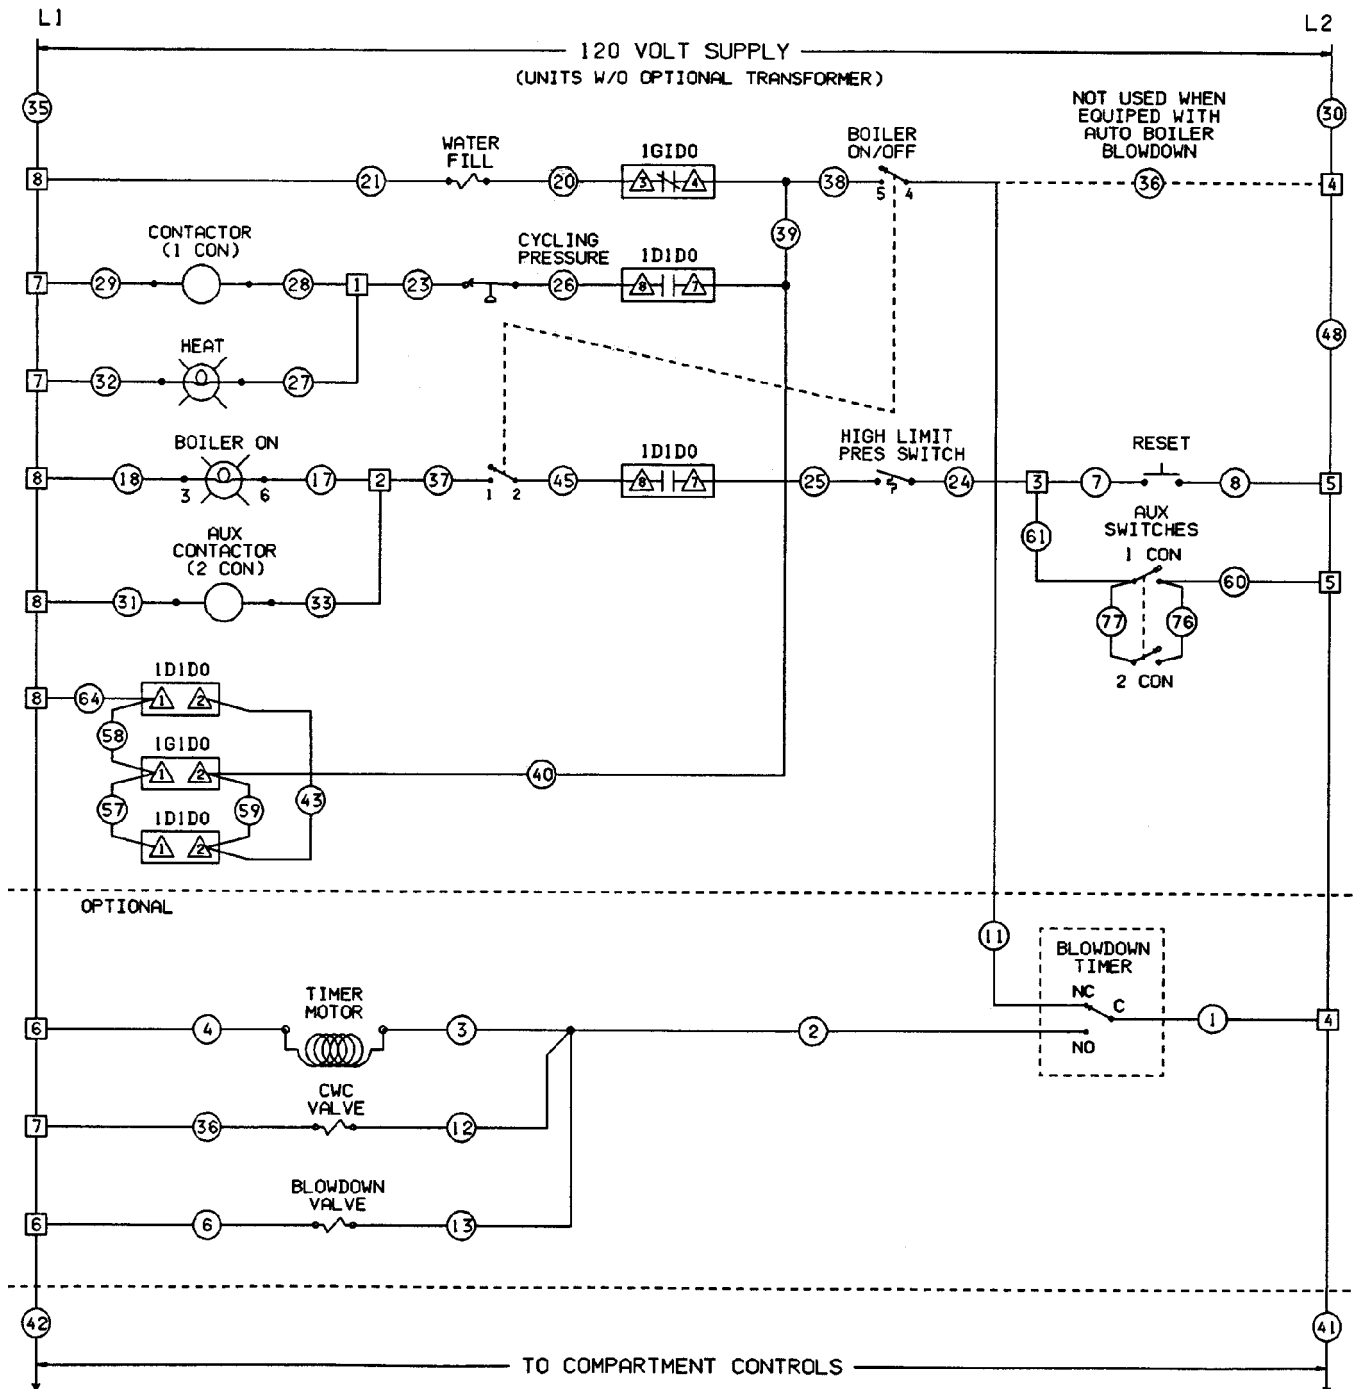 L1
L2
120 VOLT SUPPLY
(UNITS W/O OPTIONAL TRANSFORMER)
35
30
NOT USED WHEN
EQUIPED WITH
AUTO BOILER
BLOWDOWN
WATER
FILL
1G1D0
BOILER
ON/OFF
8
21
20
3
4
38
5
4
36
4
39
CONTACTOR
(1 CON)
CYCLING
PRESSURE
1D1D0
7
29
28
1
23
26
8
7
48
HEAT
7
32
27
BOILER ON
1D1D0
HIGH LIMIT
PRES SWITCH
RESET
8
18
3
6
17
2
37
1
2
45
8
7
25
24
3
7
8
5
AUX
CONTACTOR
(2 CON)
61
AUX
SWITCHES
1 CON
60
5
8
31
33
77
76
2 CON
1D1D0
8
64
1
2
58
1G1D0
1
2
40
57
59
43
1D1D0
1
2
OPTIONAL
11
BLOWDOWN
TIMER
NC
C
TIMER
MOTOR
6
4
3
2
NO
1
4
CWC
VALVE
7
36
12
BLOWDOWN
VALVE
6
6
13
42
41
TO COMPARTMENT CONTROLS